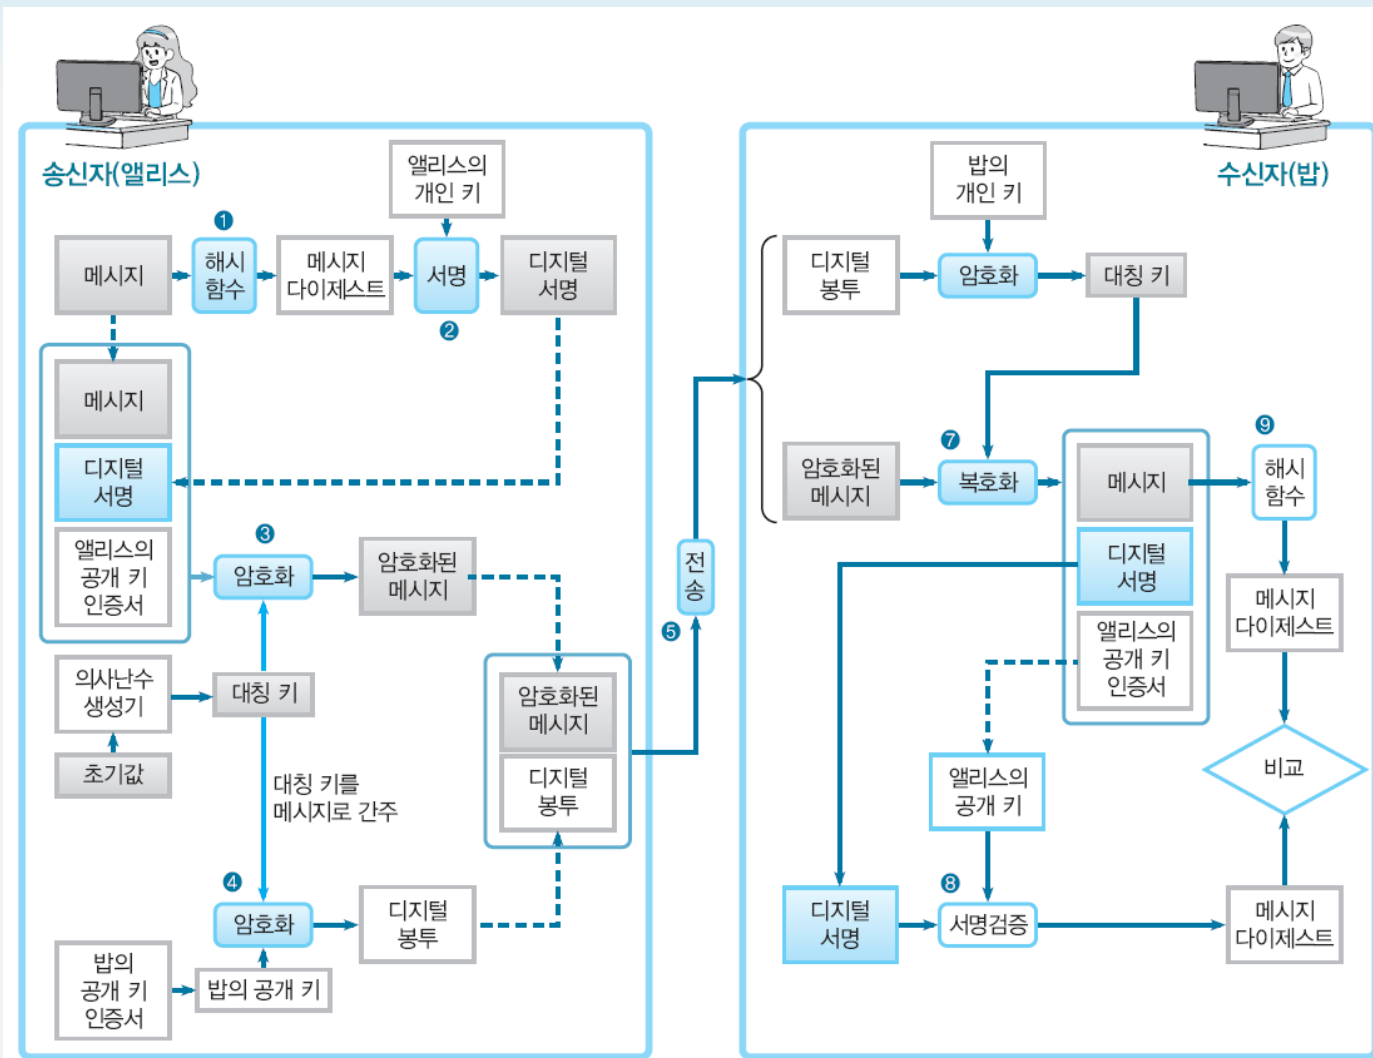 송신자(앨리스)
앨리스의
개인 키
❶
메시지
해시
함수
메시지
다이제스트
서명
디지털
서명
❷
메시지
디지털
서명
앨리스의
공개 키
인증서
❸
암호화
암호화된
메시지
의사난수
생성기
대칭 키
초기값
대칭 키를
메시지로 간주
암호화된
메시지
디지털
봉투
❹
암호화
디지털
봉투
밥의
공개 키
인증서
밥의 공개 키
전
송
❺
수신자(밥)
밥의
개인 키
디지털
봉투
암호화
대칭 키
암호화된
메시지
❼
복호화
메시지
디지털
서명
앨리스의
공개 키
인증서
❾
해시
함수
메시지
다이제스트
비교
앨리스의
공개 키
디지털
서명
❽
서명검증
메시지
다이제스트